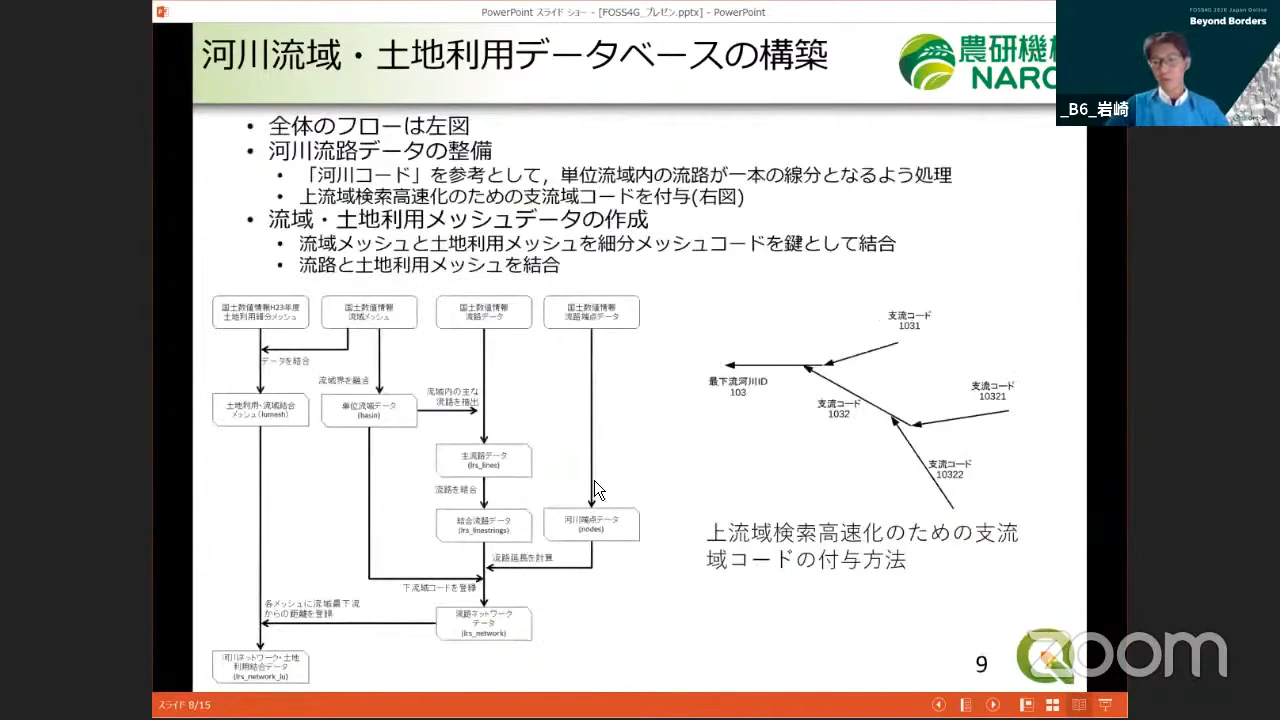 PowerPoint スライド ショー - [FOSS4G_プレゼン.pptx] - PowerPoint
FOSS4G 2020 Japan Online
Beyond Borders
_B6_岩崎
河川流域・土地利用データベースの構築
農研機
NARO
• 全体のフローは左図
• 河川流路データの整備
• 「河川コード」を参考として，単位流域内の流路が一本の線分となるよう処理
• 上流域検索高速化のための支流域コードを付与(右図)
• 流域・土地利用メッシュデータの作成
• 流域メッシュと土地利用メッシュを細分メッシュコードを鍵として結合
• 流路と土地利用メッシュを結合
国土数値情報H23年度
土地利用細分メッシュ
国土数値情報
流域メッシュ
国土数値情報
流路データ
国土数値情報
流路端点データ
データを結合
流域界を融合
流域内の主な
流路を抽出
土地利用・流域結合
メッシュ(lumesh)
単位流域データ
(basin)
主流路データ
(lrs_lines)
流路を結合
結合流路データ
(lrs_linestrings)
河川端点データ
(nodes)
流路延長を計算
下流域コードを登録
各メッシュに流域最下流
からの距離を登録
流路ネットワーク
データ
(lrs_network)
河川ネットワーク・土地
利用結合データ
(lrs_network_lu)
支流コード
1031
最下流河川ID
103
支流コード
1032
支流コード
10321
支流コード
10322
上流域検索高速化のための支流
域コードの付与方法
9
zoom
スライド 8/15